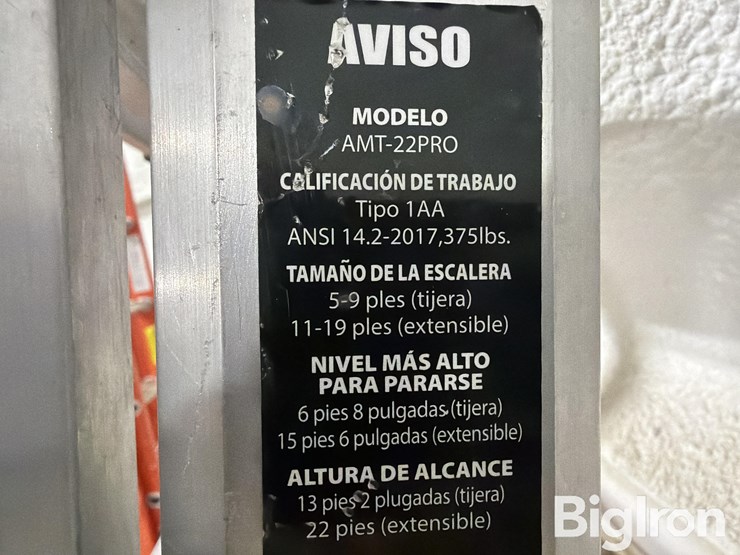 AVISO
MODELO
AMT-22PRO
CALIFICACIÓN DE TRABAJO
Tipo 1AA
ANSI 14.2-2017,375lbs.
TAMAÑO DE LA ESCALERA
5-9 ples (tijera)
11-19 ples (extensible)
NIVEL MÁS ALTO
PARA PARARSE
6 pies 8 pulgadas (tijera)
15 pies 6 pulgadas (extensible)
ALTURA DE ALCANCE
13 pies 2 plugadas (tijera)
22 pies (extensible)
BigIron